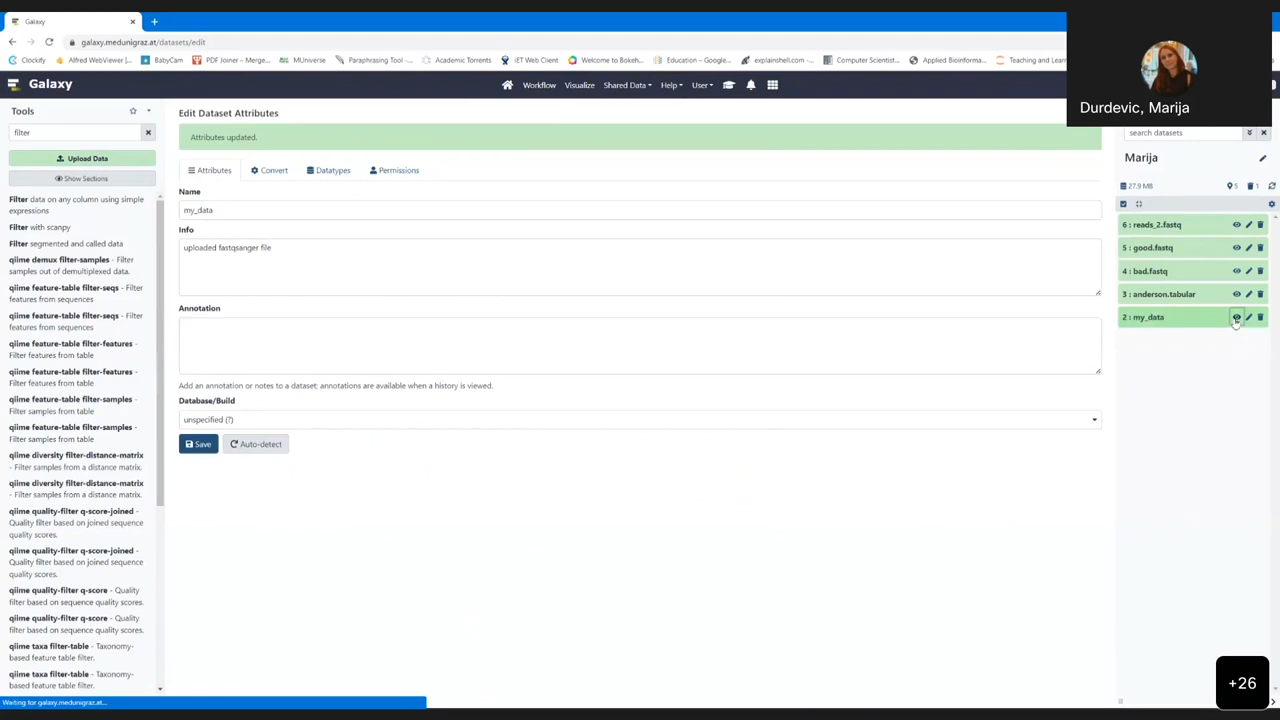 Galaxy
galaxy.medunigraz.at/datasets/edit
Clockify
Alfred WebViewer |...
BabyCam
PDF Joiner – Merge...
MUniverse
Paraphrasing Tool -...
Academic Torrents
iET Web Client
Welcome to Bokeh...
Education – Google...
explainshell.com - ...
Computer Scientist...
Applied Bioinforma...
Teaching and Learn
Durdevic, Marija
Galaxy
Workflow
Visualize
Shared Data
Help
User
Tools
filter
Upload Data
Show Sections
Filter data on any column using simple
expressions
Filter with scanpy
Filter segmented and called data
qiime demux filter-samples - Filter
samples out of demultiplexed data.
qiime feature-table filter-seqs - Filter
features from sequences
qiime feature-table filter-seqs - Filter
features from sequences
qiime feature-table filter-features -
Filter features from table
qiime feature-table filter-features -
Filter features from table
qiime feature-table filter-samples -
Filter samples from table
qiime feature-table filter-samples -
Filter samples from table
qiime diversity filter-distance-matrix
- Filter samples from a distance matrix.
qiime diversity filter-distance-matrix
- Filter samples from a distance matrix.
qiime quality-filter q-score-joined -
Quality filter based on joined sequence
quality scores.
qiime quality-filter q-score-joined -
Quality filter based on joined sequence
quality scores.
qiime quality-filter q-score - Quality
filter based on sequence quality scores.
qiime quality-filter q-score - Quality
filter based on sequence quality scores.
qiime taxa filter-table - Taxonomy-
based feature table filter.
qiime taxa filter-table - Taxonomy-
based feature table filter.
Waiting for galaxy.medunigraz.at...
Edit Dataset Attributes
Attributes updated.
Attributes
Convert
Datatypes
Permissions
Name
my_data
Info
uploaded fastqsanger file
Annotation
Add an annotation or notes to a dataset; annotations are available when a history is viewed.
Database/Build
unspecified (?)
Save
Auto-detect
search datasets
Marija
27.9 MB
5
1
6 : reads_2.fastq
5 : good.fastq
4 : bad.fastq
3 : anderson.tabular
2 : my_data
+26